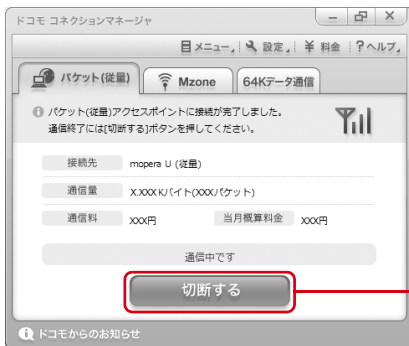 ドコモ コネクションマネージャ
メニュー 設定 ¥ 料金 ?ヘルプ
パケット(従量) Mzone 64Kデータ通信
パケット(従量)アクセスポイントに接続が完了しました。
通信終了には[切断する]ボタンを押してください。
接続先 mopera U (従量)
通信量 X.XXX Kバイト(XXXパケット)
通信料 XXX円 当月概算料金 XXX円
通信中です
切断する
ドコモからのお知らせ